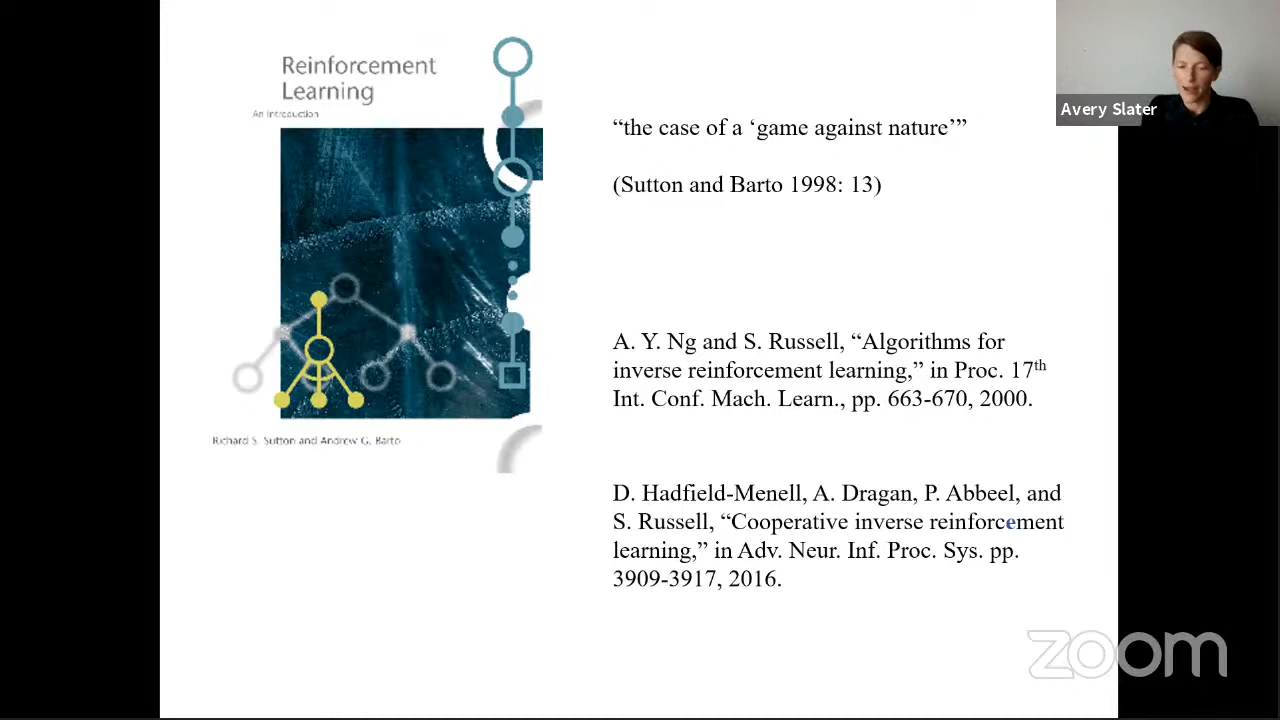 Reinforcement
Learning
An Introduction
Richard S. Sutton and Andrew G. Barto
“the case of a ‘game against nature’”
(Sutton and Barto 1998: 13)
A. Y. Ng and S. Russell, “Algorithms for
inverse reinforcement learning,” in Proc. 17th
Int. Conf. Mach. Learn., pp. 663-670, 2000.
D. Hadfield-Menell, A. Dragan, P. Abbeel, and
S. Russell, “Cooperative inverse reinforcement
learning,” in Adv. Neur. Inf. Proc. Sys. pp.
3909-3917, 2016.
Avery Slater
zoom